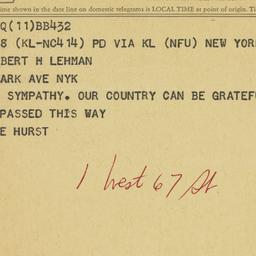 me shown in the date line on domestic telegrams is LOCAL TIME at point of origin. Ti
Q(11)BB432
8 (KL-NC414) PD VIA KL (NFU) NEW YOR
BERT H LEHMAN
ARK AVE NYK
SYMPATHY. OUR COUNTRY CAN BE GRATEF
PASSED THIS WAY
E HURST
1 West 67 St.